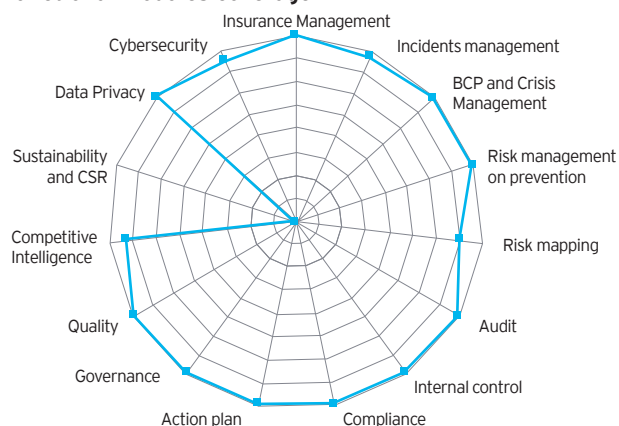 Insurance Management
Cybersecurity
Incidents management
Data Privacy
BCP and Crisis
Management
Sustainability
and CSR
Risk management
on prevention
Competitive
Intelligence
Risk mapping
Quality
Audit
Governance
Internal control
Action plan
Compliance